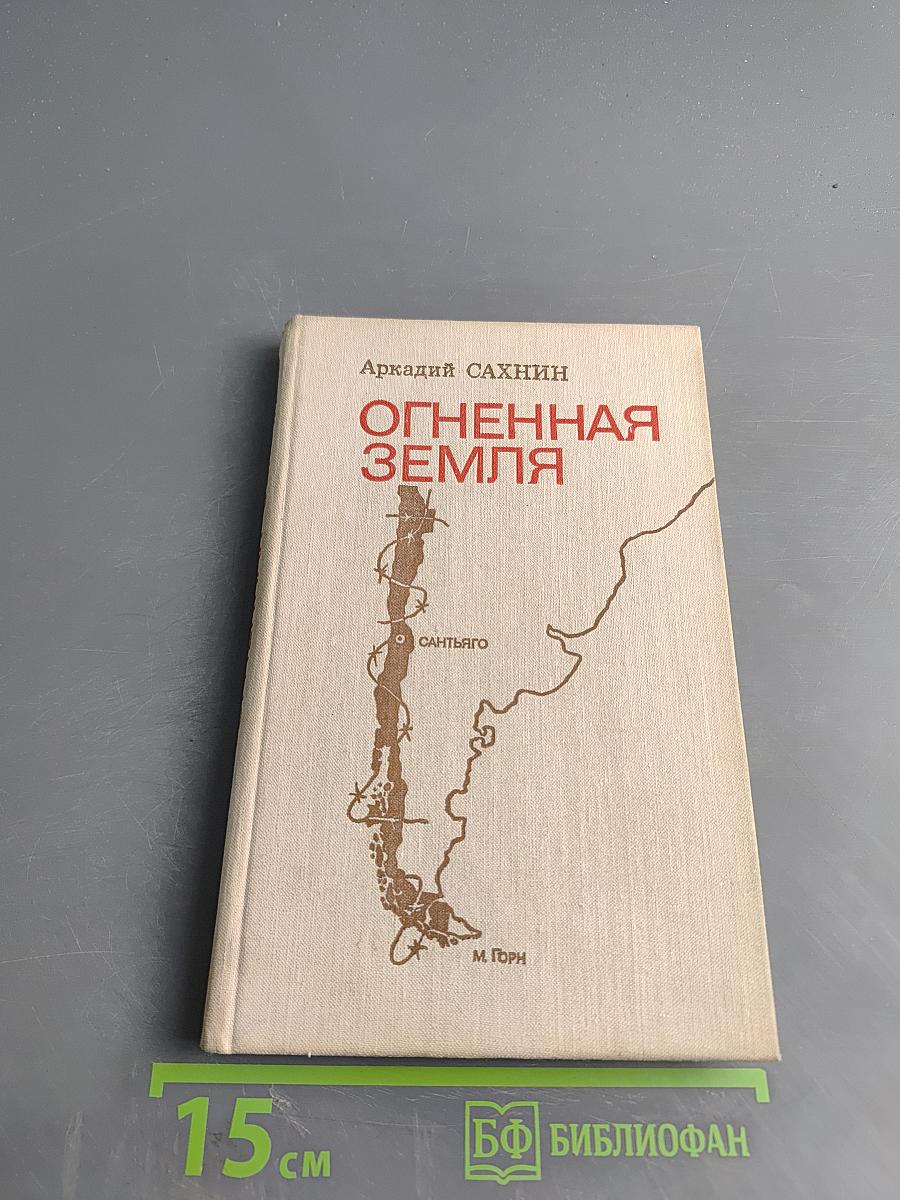 Аркадий САХНИН
ОГНЕННАЯ
ЗЕМЛЯ
САНТЬЯГО
М. ГОРН
15 см
БФ БИБЛИОФАН